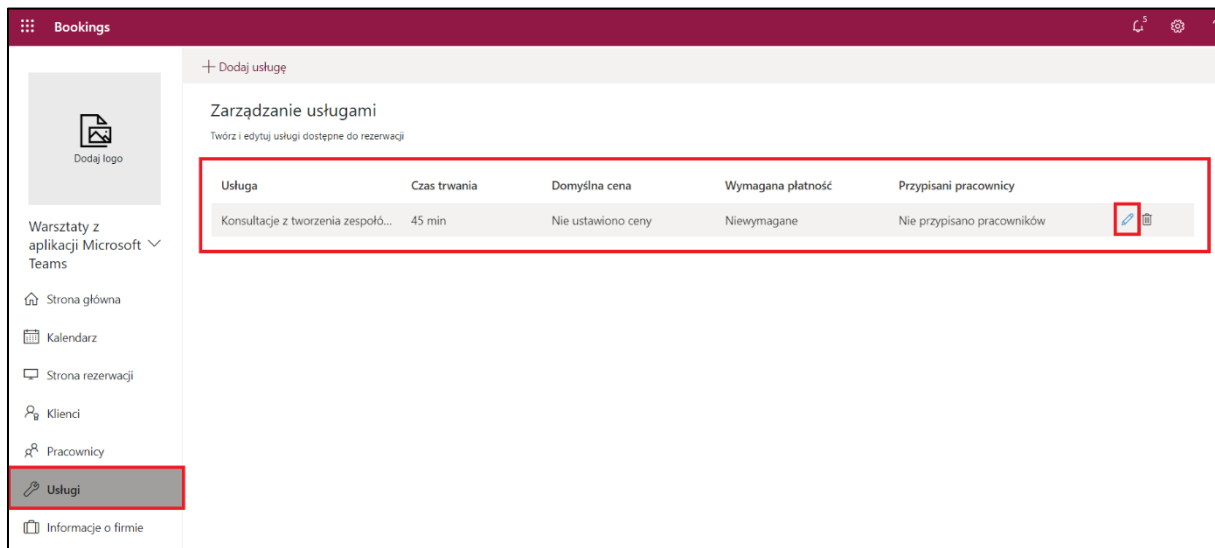 Bookings
5
+ Dodaj usługę
Dodaj logo
Zarządzanie usługami
Twórz i edytuj usługi dostępne do rezerwacji
Usługa Czas trwania Domyślna cena Wymagana płatność Przypisani pracownicy
Konsultacje z tworzenia zespołó... 45 min Nie ustawiono ceny Niewymagane Nie przypisano pracowników
Warsztaty z
aplikacji Microsoft
Teams
Strona główna
Kalendarz
Strona rezerwacji
Klienci
Pracownicy
Usługi
Informacje o firmie